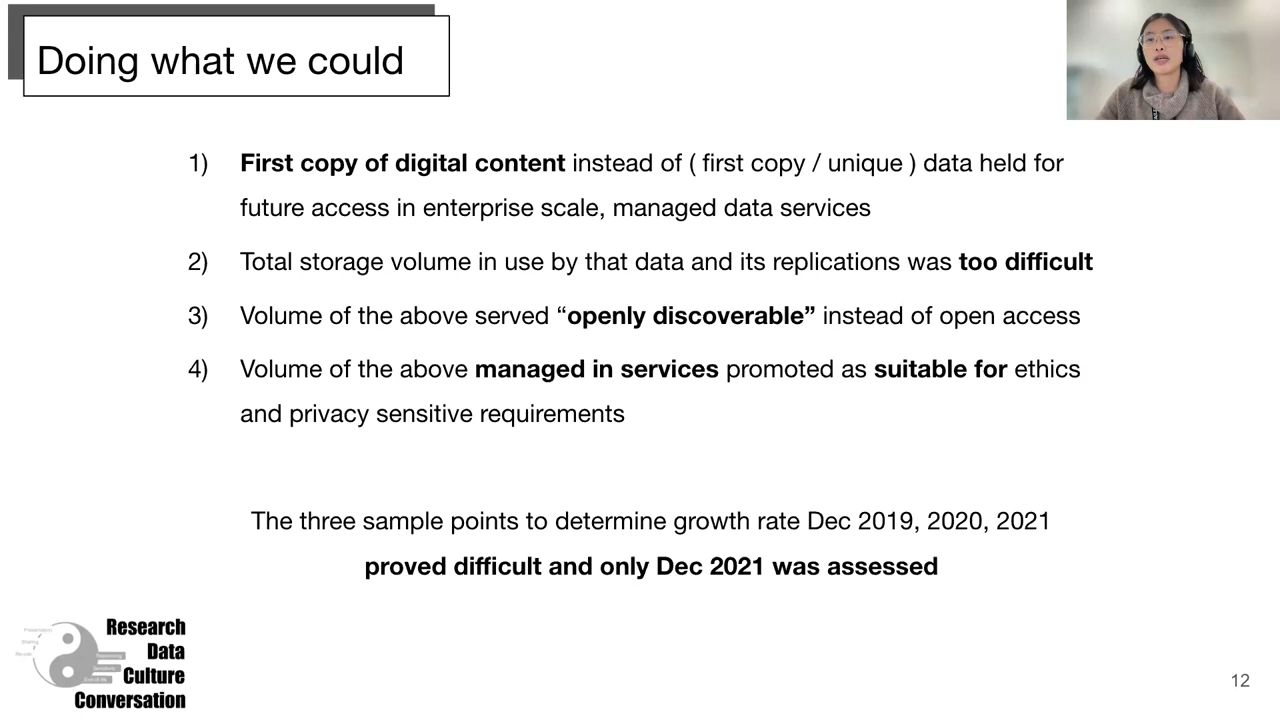 Doing what we could
1) First copy of digital content instead of ( first copy / unique ) data held for
future access in enterprise scale, managed data services
2) Total storage volume in use by that data and its replications was too difficult
3) Volume of the above served “openly discoverable” instead of open access
4) Volume of the above managed in services promoted as suitable for ethics
and privacy sensitive requirements
The three sample points to determine growth rate Dec 2019, 2020, 2021
proved difficult and only Dec 2021 was assessed
Research
Data
Culture
Conversation
12